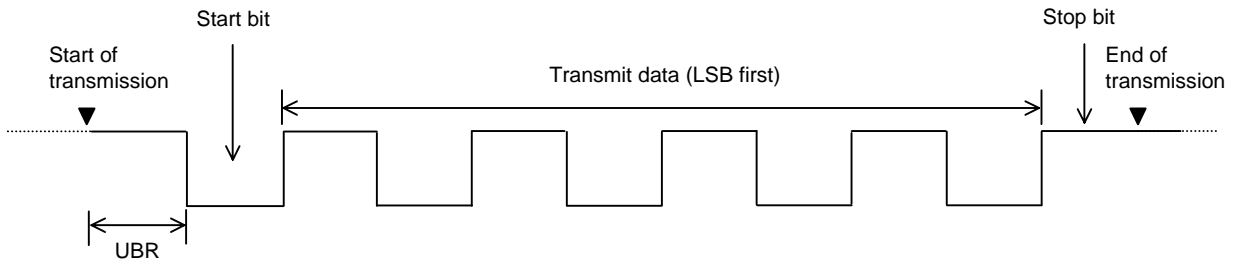 Start bit
Stop bit
Start of
transmission
Transmit data (LSB first)
End of
transmission
UBR